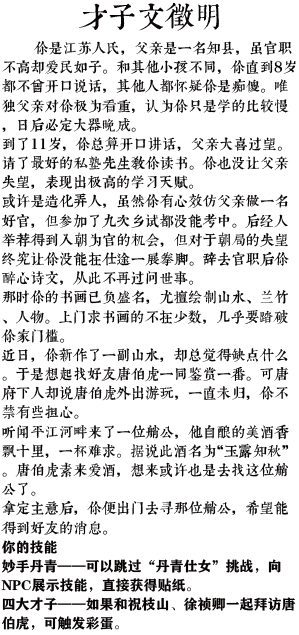 才子文徵明
你是江苏人氏，父亲是一名知县，虽官职
不高却爱民如子。和其他小孩不同，你直到8岁
都不曾开口说话，其他人都怀疑你是痴傻。唯
独父亲对你极为看重，认为你只是学的比较慢
，日后必定大器晚成。
到了11岁，你总算开口讲话，父亲大喜过望。
请了最好的私塾先生教你读书。你也没让父亲
失望，表现出极高的学习天赋。
或许是造化弄人，虽然你有心效仿父亲做一名
好官，但参加了九次乡试都没能考中。后经人
举荐得到入朝为官的机会，但对于朝局的失望
终究让你没能在仕途一展拳脚。辞去官职后你
醉心诗文，从此不再过问世事。
那时你的书画已负盛名，尤擅绘制山水、兰竹
、人物。上门求书画的不在少数，几乎要踏破
你家门槛。
近日，你新作了一副山水，却总觉得缺点什么
。于是想起找好友唐伯虎一同鉴赏一番。可唐
府下人却说唐伯虎外出游玩，一直未归，你不
禁有些担心。
听闻平江河畔来了一位艄公，他自酿的美酒香
飘十里，一杯难求。据说此酒名为“玉露知秋”
。唐伯虎素来爱酒，想来或许也是去找这位艄
公了。
拿定主意后，你便出门去寻那位艄公，希望能
得到好友的消息。
你的技能
妙手丹青——可以跳过“丹青仕女”挑战，向
NPC展示技能，直接获得贴纸。
四大才子——如果和祝枝山、徐祯卿一起拜访唐
伯虎，可触发彩蛋。